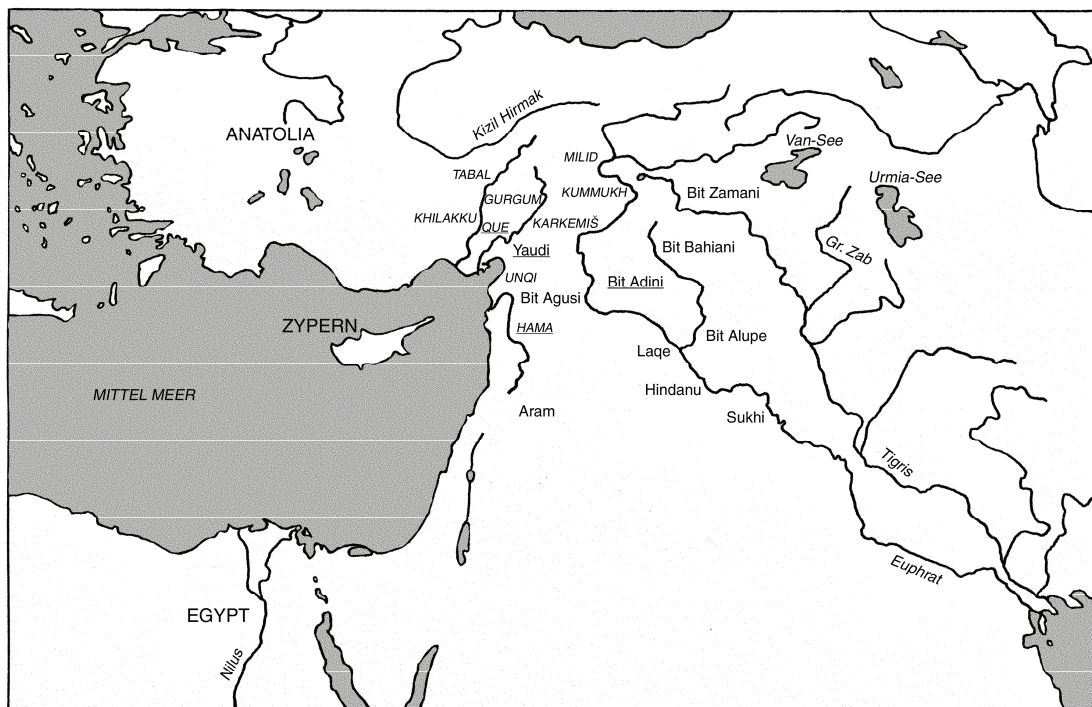 Kizil Hirmak
ANATOLIA
Van-See
MILID
TABAL
Urmia-See
GURGUM
KUMMUKH
Bit Zamani
KHILAKKU
QUE
KARKEMIŠ
Yaudi
Bit Bahiani
Gr. Zab
UNQI
Bit Adini
Bit Agusi
ZYPERN
HAMA
Bit Alupe
Laqe
MITTEL MEER
Hindanu
Aram
Sukhi
Tigris
Euphrat
EGYPT
Nilus